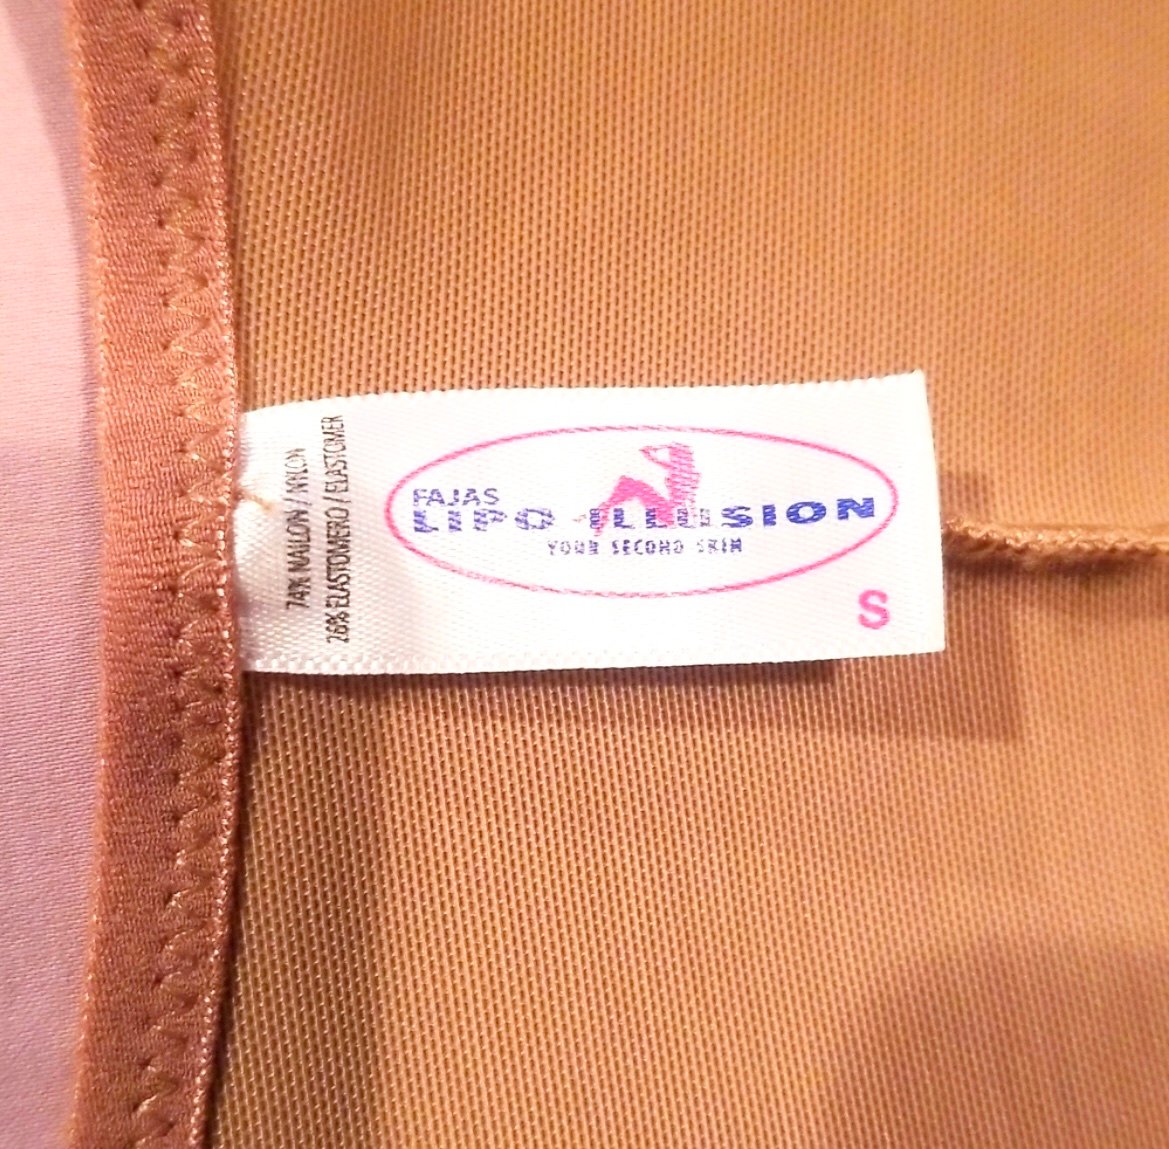 FAJAS
LIPO ILLUSION
YOUR SECOND SKIN
S
74% NAILON / NYLON
26% ELASTOMERO / ELASTOMER